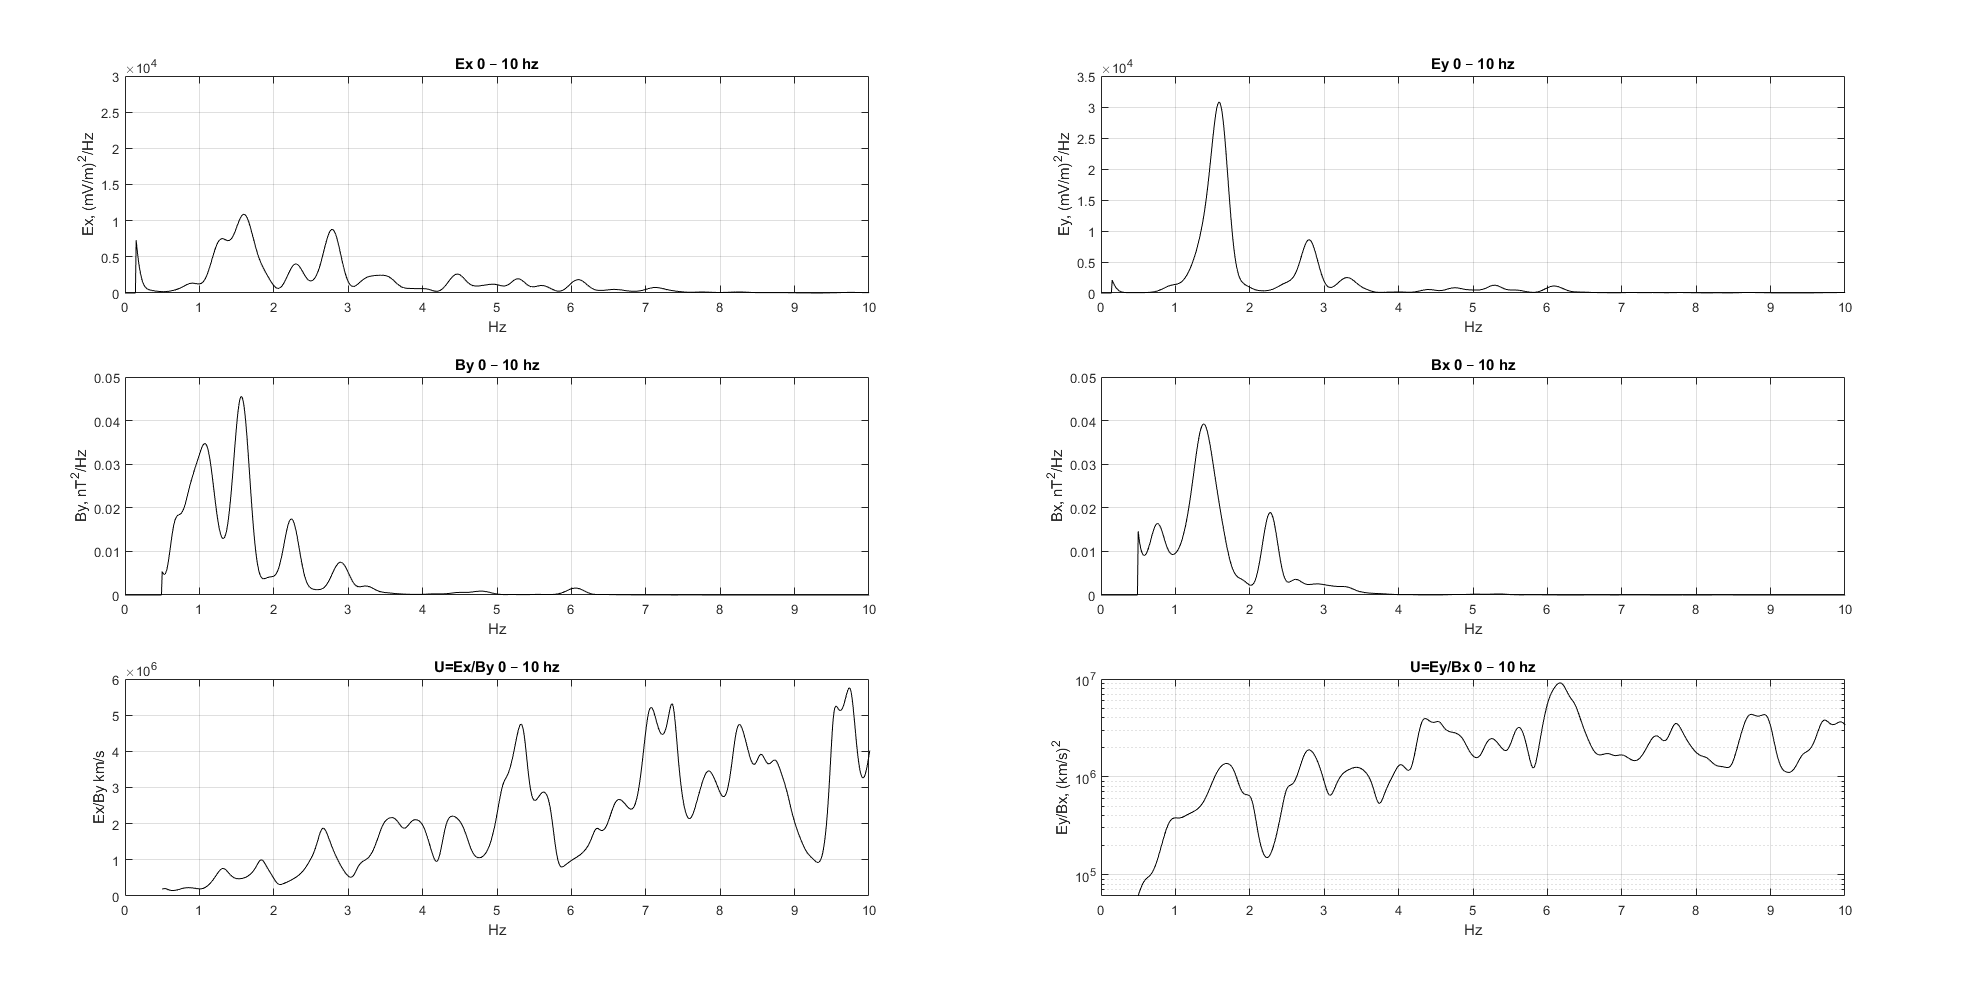 Ex 0 – 10 hz
×10^4
3
2.5
2
1.5
1
0.5
0
Ex, (mV/m)^2/Hz
0 1 2 3 4 5 6 7 8 9 10
Hz
Ey 0 – 10 hz
×10^4
3.5
3
2.5
2
1.5
1
0.5
0
Ey, (mV/m)^2/Hz
0 1 2 3 4 5 6 7 8 9 10
Hz
By 0 – 10 hz
0.05
0.04
0.03
0.02
0.01
0
By, nT^2/Hz
0 1 2 3 4 5 6 7 8 9 10
Hz
Bx 0 – 10 hz
0.05
0.04
0.03
0.02
0.01
0
Bx, nT^2/Hz
0 1 2 3 4 5 6 7 8 9 10
Hz
U=Ex/By 0 – 10 hz
×10^6
6
5
4
3
2
1
0
Ex/By km/s
0 1 2 3 4 5 6 7 8 9 10
Hz
U=Ey/Bx 0 – 10 hz
10^7
10^6
10^5
Ey/Bx, (km/s)^2
0 1 2 3 4 5 6 7 8 9 10
Hz